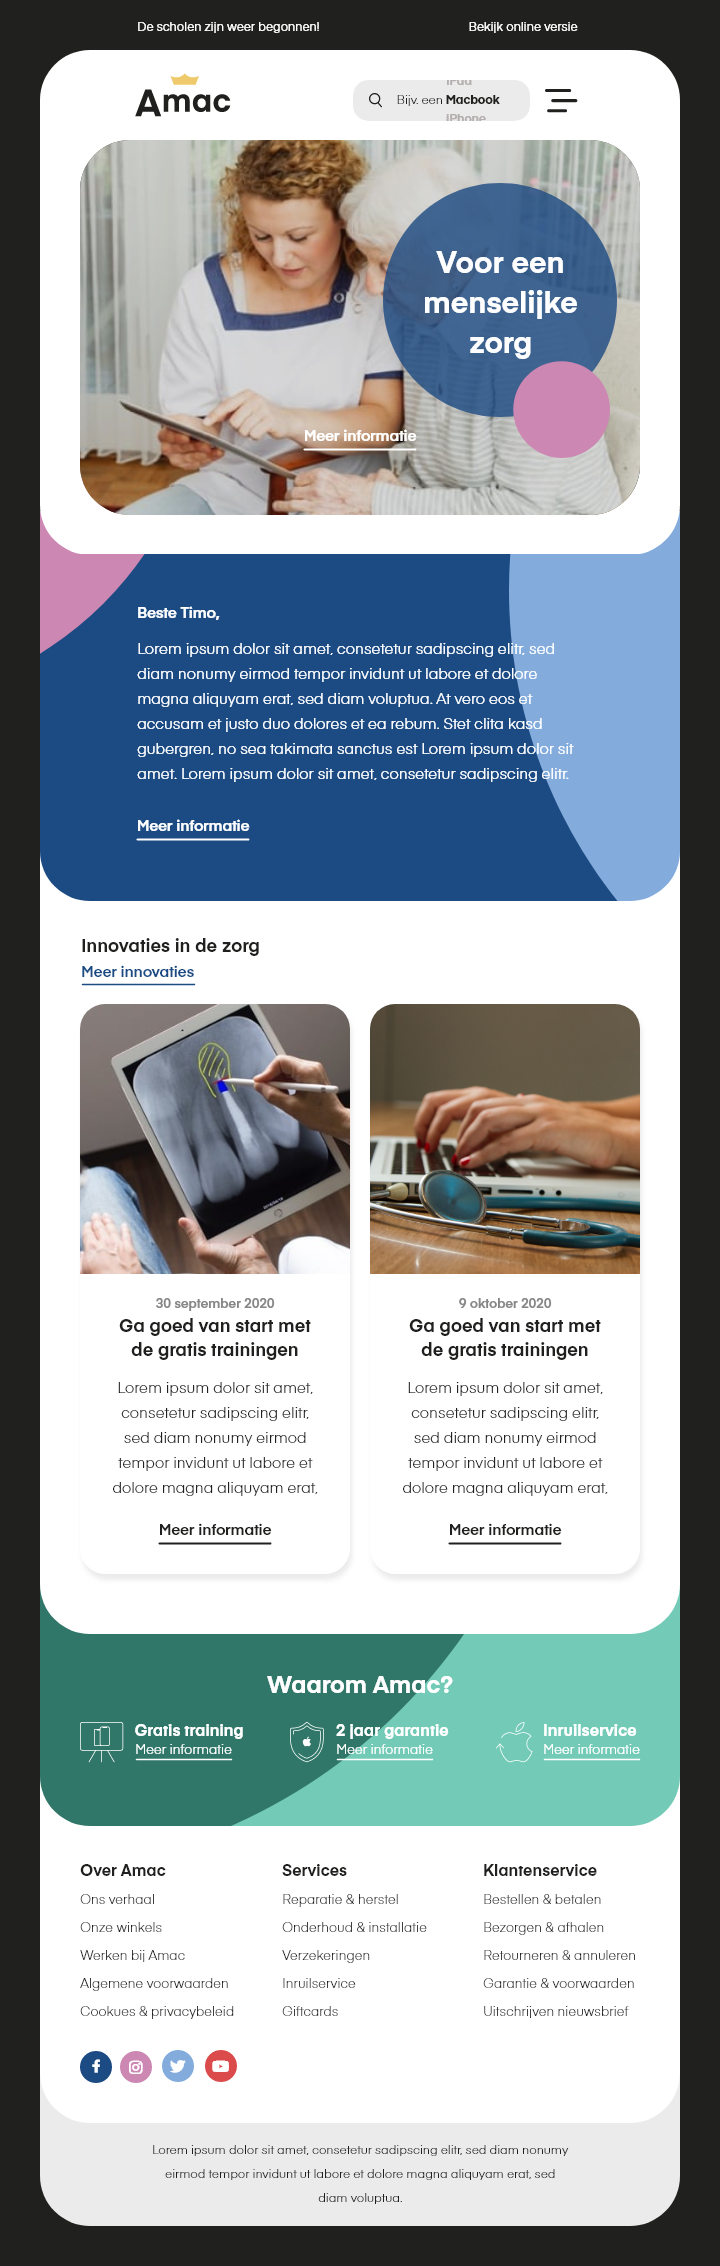 De scholen zijn weer begonnen!
Bekijk online versie
Amac
iPad
Bijv. een Macbook
iPhone
Voor een
menselijke
zorg
Meer informatie
Beste Timo,
Lorem ipsum dolor sit amet, consetetur sadipscing elitr, sed
diam nonumy eirmod tempor invidunt ut labore et dolore
magna aliquyam erat, sed diam voluptua. At vero eos et
accusam et justo duo dolores et ea rebum. Stet clita kasd
gubergren, no sea takimata sanctus est Lorem ipsum dolor sit
amet. Lorem ipsum dolor sit amet, consetetur sadipscing elitr.
Meer informatie
Innovaties in de zorg
Meer innovaties
30 september 2020
Ga goed van start met
de gratis trainingen
Lorem ipsum dolor sit amet,
consetetur sadipscing elitr,
sed diam nonumy eirmod
tempor invidunt ut labore et
dolore magna aliquyam erat,
Meer informatie
9 oktober 2020
Ga goed van start met
de gratis trainingen
Lorem ipsum dolor sit amet,
consetetur sadipscing elitr,
sed diam nonumy eirmod
tempor invidunt ut labore et
dolore magna aliquyam erat,
Meer informatie
Waarom Amac?
Gratis training
Meer informatie
2 jaar garantie
Meer informatie
Inruilservice
Meer informatie
Over Amac
Ons verhaal
Onze winkels
Werken bij Amac
Algemene voorwaarden
Cookues & privacybeleid
Services
Reparatie & herstel
Onderhoud & installatie
Verzekeringen
Inruilservice
Giftcards
Klantenservice
Bestellen & betalen
Bezorgen & afhalen
Retourneren & annuleren
Garantie & voorwaarden
Uitschrijven nieuwsbrief
Lorem ipsum dolor sit amet, consetetur sadipscing elitr, sed diam nonumy
eirmod tempor invidunt ut labore et dolore magna aliquyam erat, sed
diam voluptua.